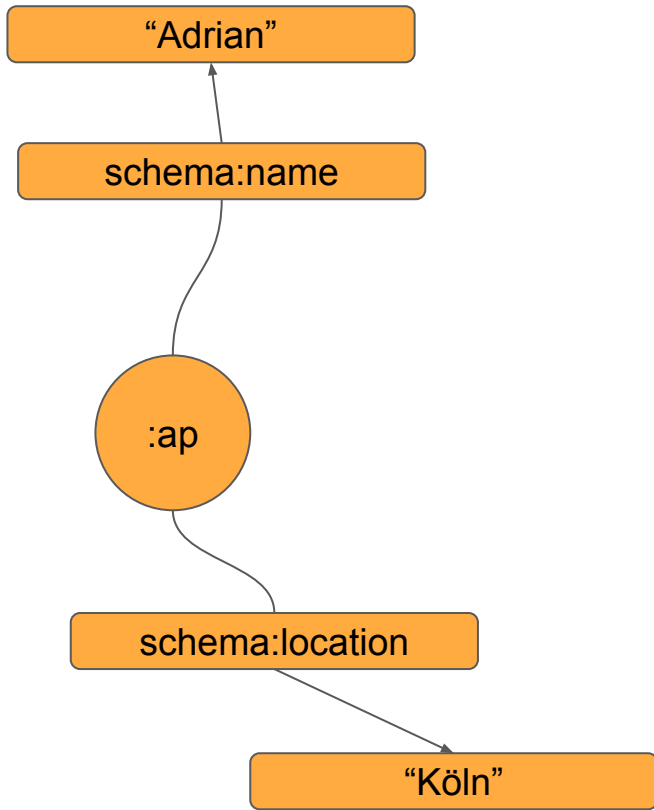 “Adrian”
schema:name
:ap
schema:location
“Köln”